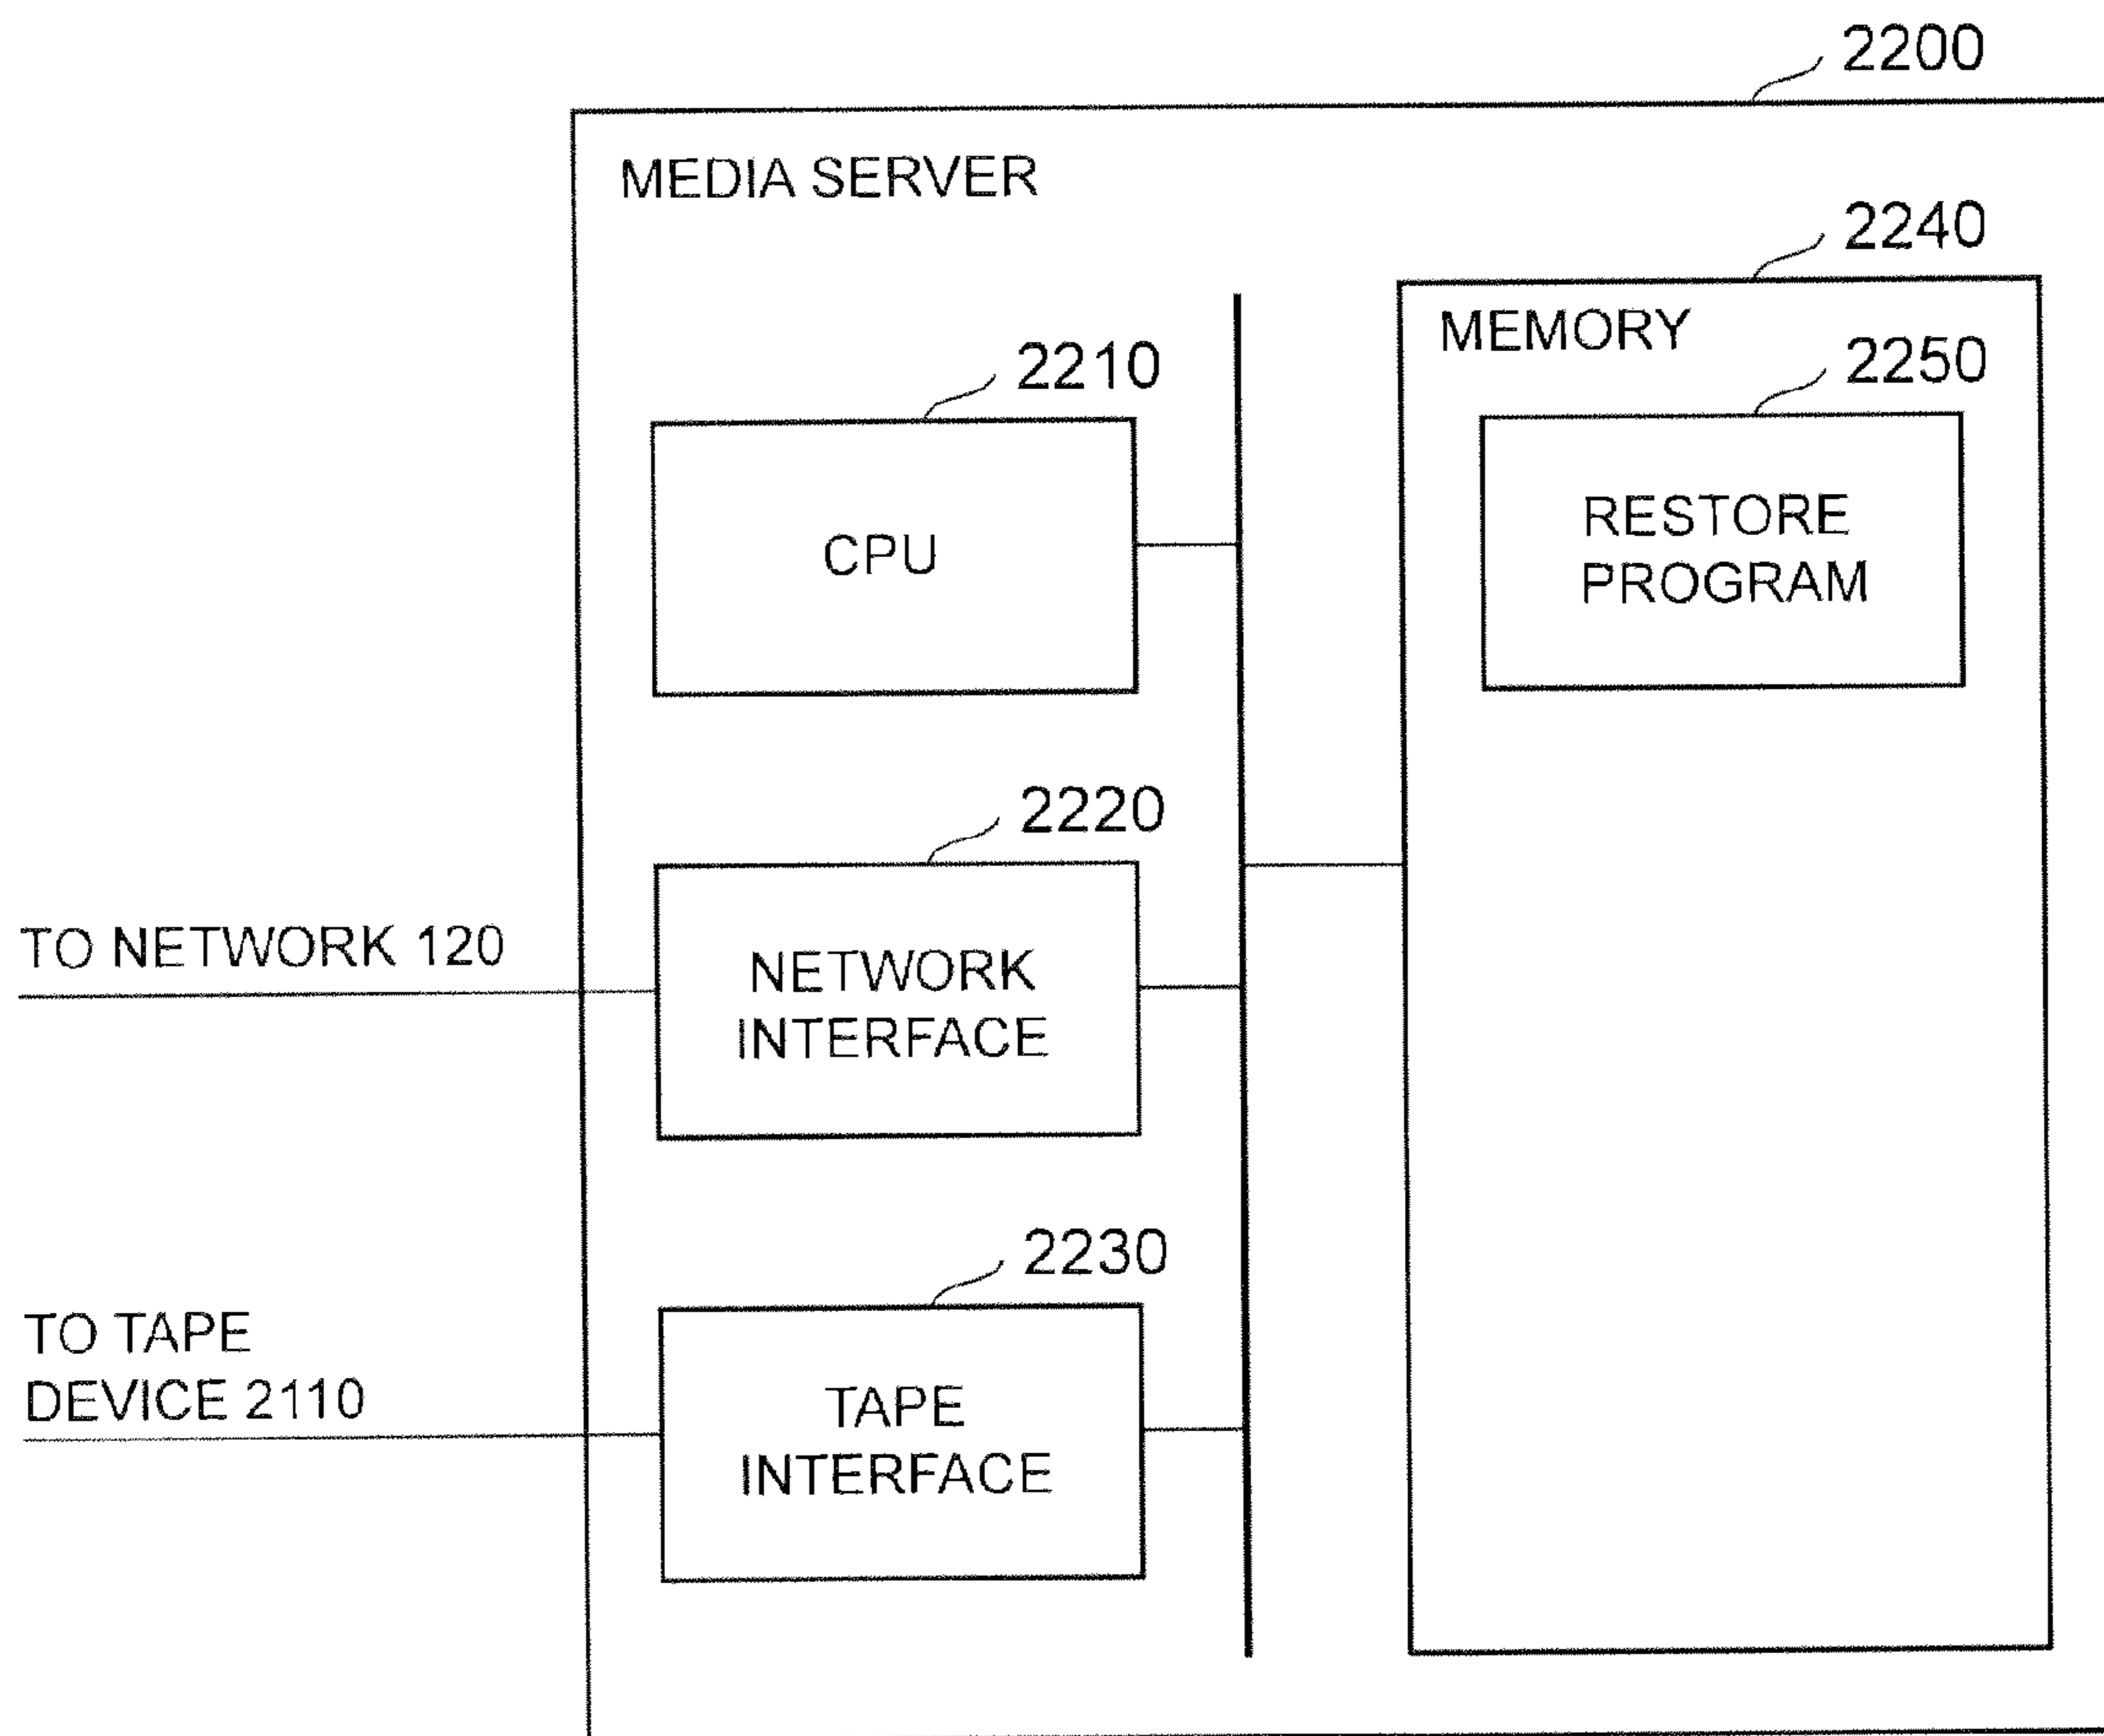 2200
MEDIA SERVER
2240
MEMORY
2210
2250
CPU
RESTORE
PROGRAM
2220
TO NETWORK 120
NETWORK
INTERFACE
2230
TO TAPE
DEVICE 2110
TAPE
INTERFACE